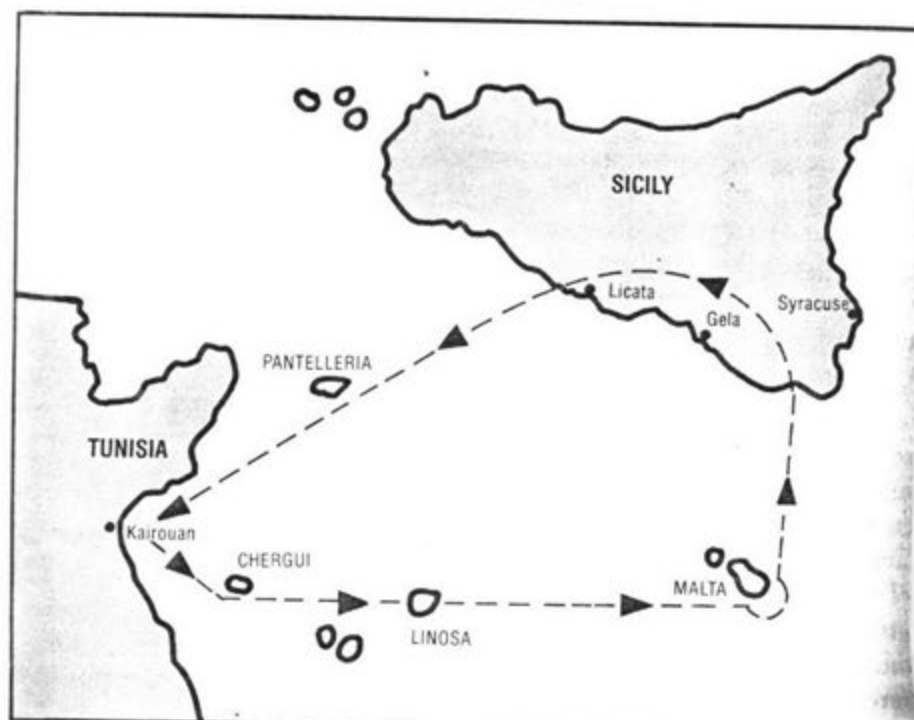 SICILY
Licata
Syracuse
Gela
PANTELLERIA
TUNISIA
Kairouan
CHERGUI
MALTA
LINOSA